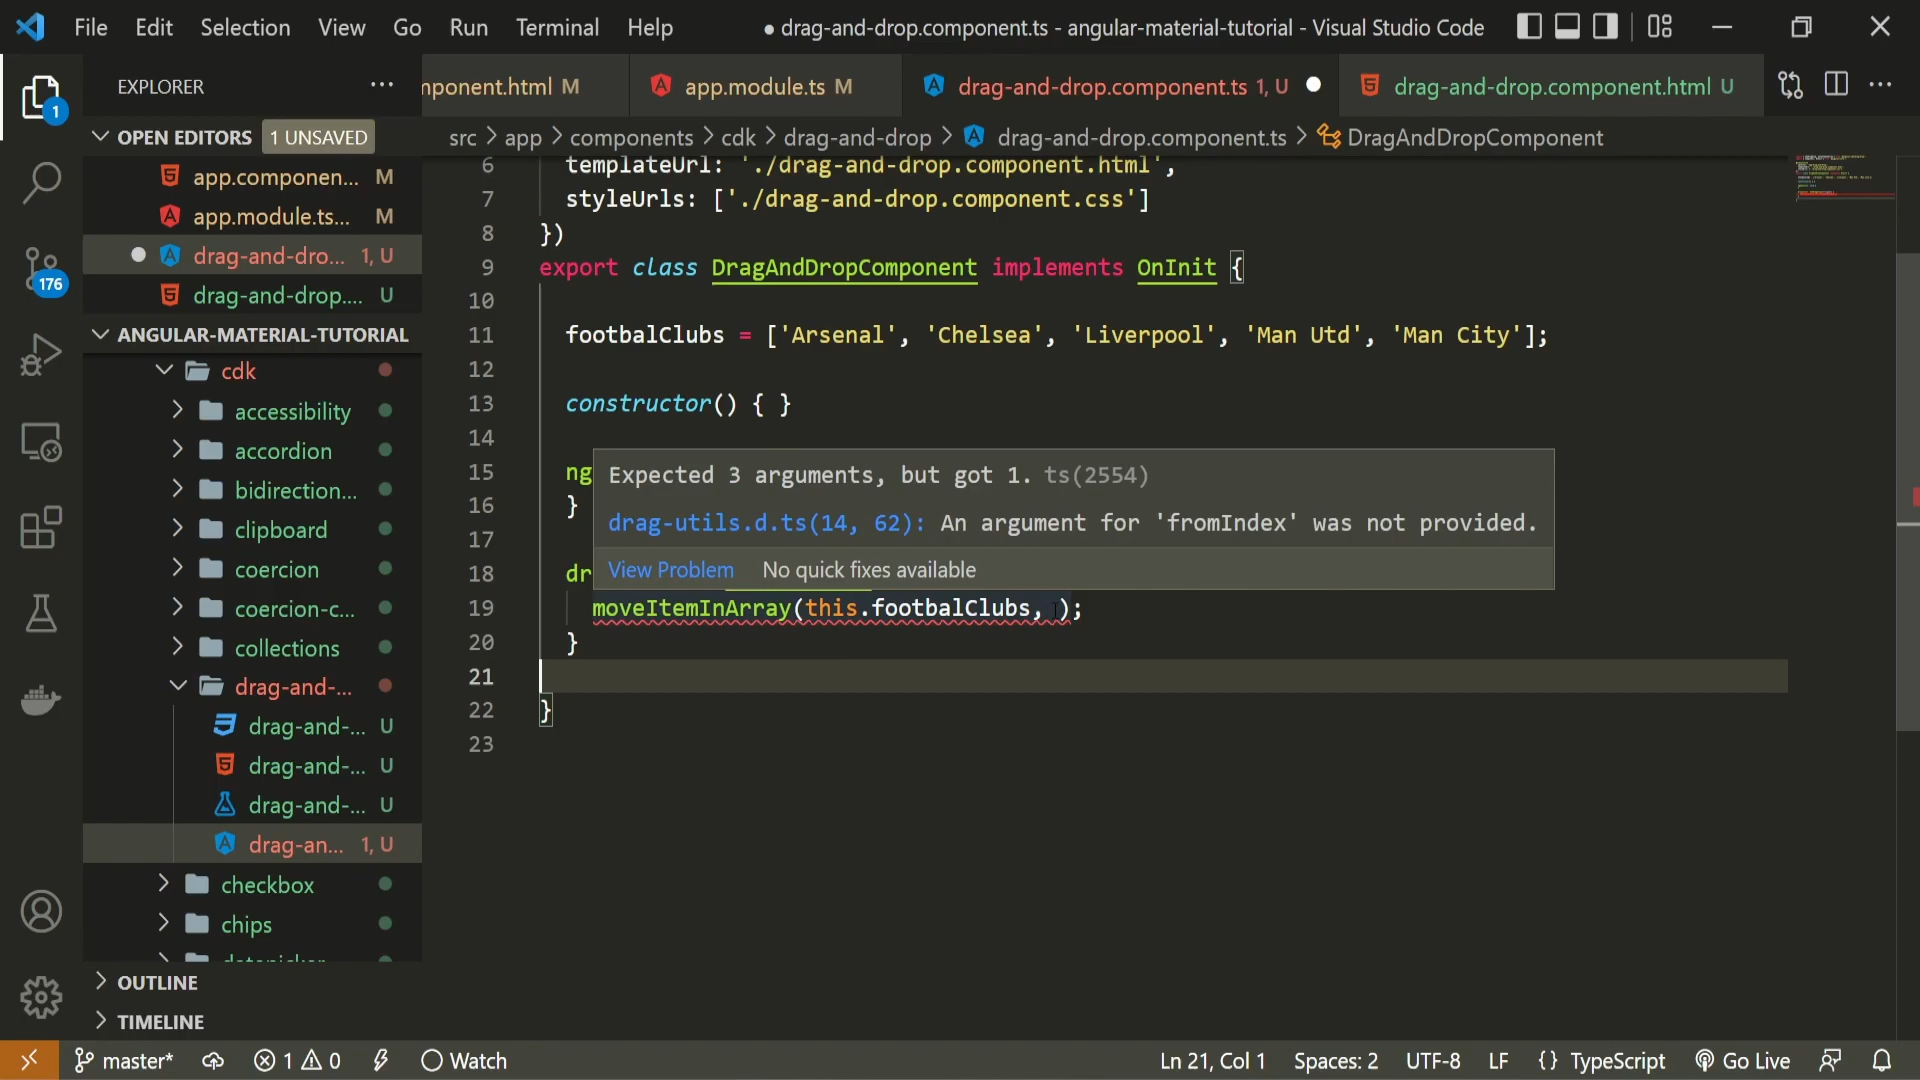 File Edit Selection View Go Run Terminal Help
● drag-and-drop.component.ts - angular-material-tutorial - Visual Studio Code
EXPLORER
mponent.html M
app.module.ts M
drag-and-drop.component.ts 1, U
drag-and-drop.component.html U
OPEN EDITORS 1 UNSAVED
src > app > components > cdk > drag-and-drop > drag-and-drop.component.ts > DragAndDropComponent
app.componen... M
app.module.ts... M
drag-and-dro... 1, U
drag-and-drop.... U
ANGULAR-MATERIAL-TUTORIAL
cdk
accessibility
accordion
bidirection...
clipboard
coercion
coercion-c...
collections
drag-and-...
drag-and-... U
drag-and-... U
drag-and-... U
drag-an... 1, U
checkbox
chips
OUTLINE
TIMELINE
1
176
6 templateUrl: './drag-and-drop.component.html',
7 styleUrls: ['./drag-and-drop.component.css']
8 })
9 export class DragAndDropComponent implements OnInit {
10
11 footbalClubs = ['Arsenal', 'Chelsea', 'Liverpool', 'Man Utd', 'Man City'];
12
13 constructor() { }
14
15 ng
Expected 3 arguments, but got 1. ts(2554)
16 }
drag-utils.d.ts(14, 62): An argument for 'fromIndex' was not provided.
17
View Problem No quick fixes available
18 dr
19 moveItemInArray(this.footbalClubs, );
20 }
21
22 }
23
master* 1 0 Watch
Ln 21, Col 1 Spaces: 2 UTF-8 LF {} TypeScript Go Live